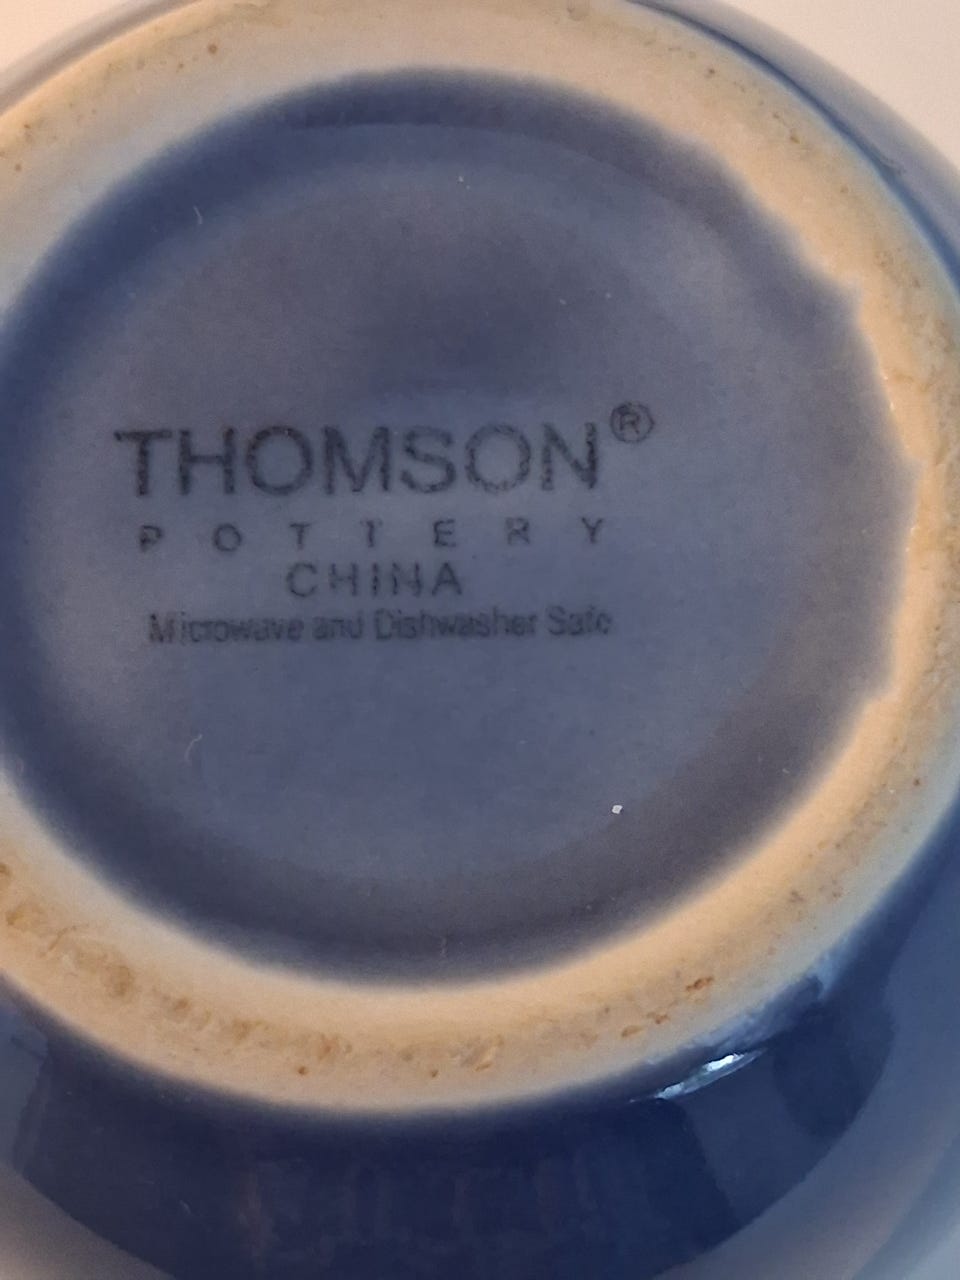 THOMSON®
POTTERY
CHINA
Microwave and Dishwasher Safe